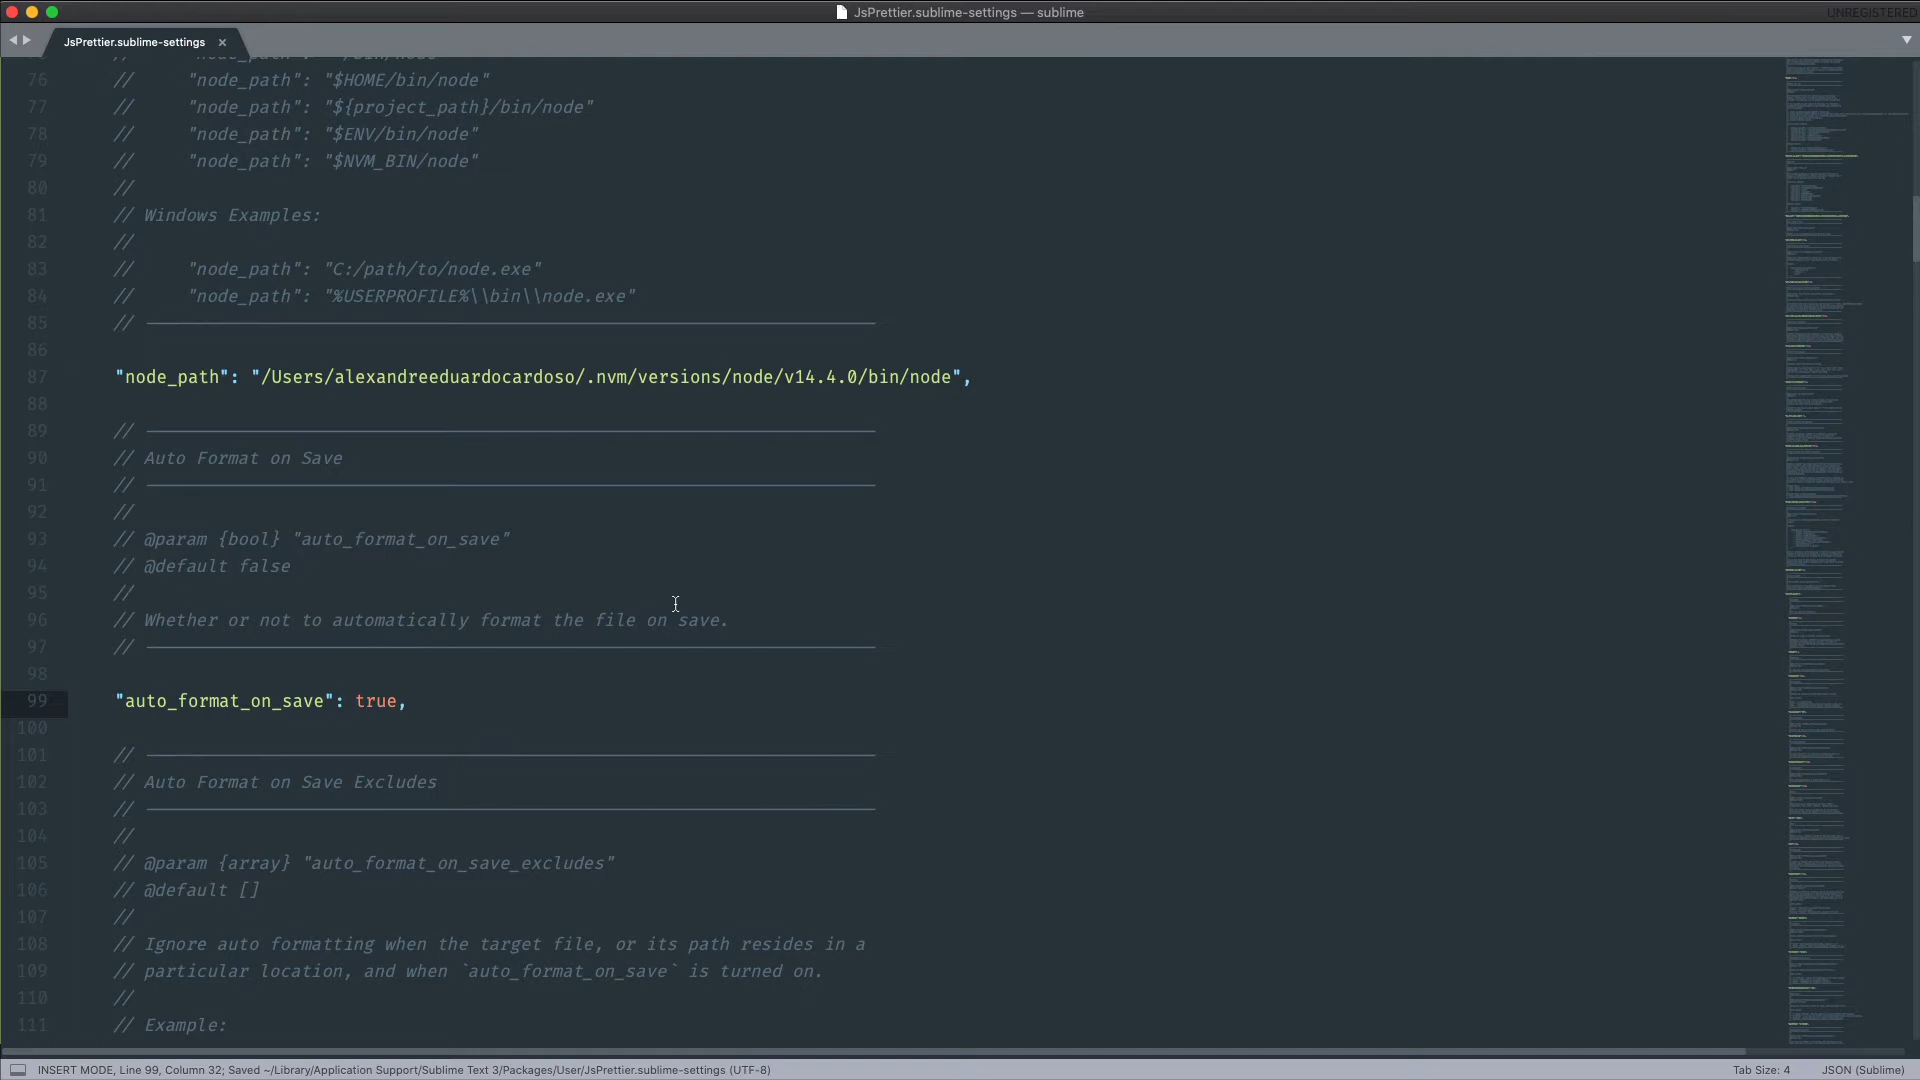 JsPrettier.sublime-settings — sublime
UNREGISTERED
JsPrettier.sublime-settings ×
76 // "node_path": "$HOME/bin/node"
77 // "node_path": "${project_path}/bin/node"
78 // "node_path": "$ENV/bin/node"
79 // "node_path": "$NVM_BIN/node"
80 //
81 // Windows Examples:
82 //
83 // "node_path": "C:/path/to/node.exe"
84 // "node_path": "%USERPROFILE%\\bin\\node.exe"
85 // ──────────
86
87 "node_path": "/Users/alexandreeduardocardoso/.nvm/versions/node/v14.4.0/bin/node",
88
89 // ──────────
90 // Auto Format on Save
91 // ──────────
92 //
93 // @param {bool} "auto_format_on_save"
94 // @default false
95 //
96 // Whether or not to automatically format the file on save.
97 // ──────────
98
99 "auto_format_on_save": true,
100
101 // ──────────
102 // Auto Format on Save Excludes
103 // ──────────
104 //
105 // @param {array} "auto_format_on_save_excludes"
106 // @default []
107 //
108 // Ignore auto formatting when the target file, or its path resides in a
109 // particular location, and when `auto_format_on_save` is turned on.
110 //
111 // Example:
INSERT MODE, Line 99, Column 32; Saved ~/Library/Application Support/Sublime Text 3/Packages/User/JsPrettier.sublime-settings (UTF-8)
Tab Size: 4
JSON (Sublime)